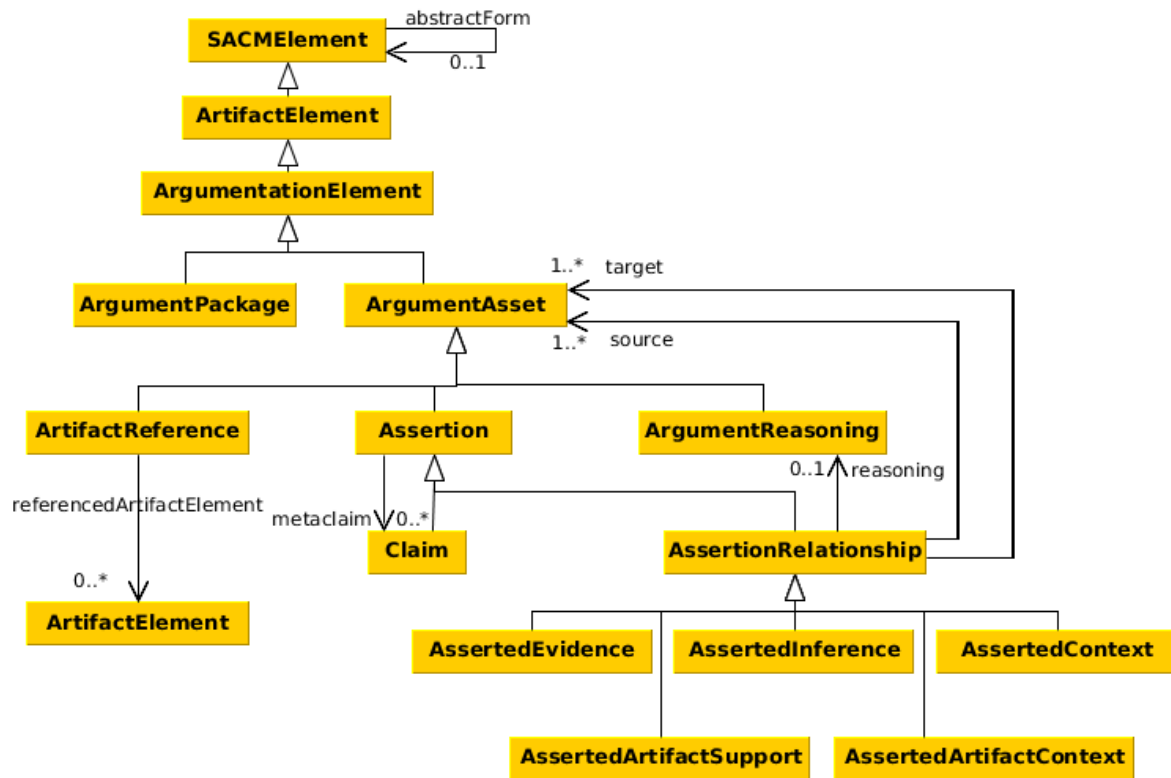 abstractForm
SACMElement
0..1
ArtifactElement
ArgumentationElement
1..* target
ArgumentPackage
ArgumentAsset
1..* source
ArtifactReference
Assertion
ArgumentReasoning
0..1 reasoning
referencedArtifactElement
metaclaim 0..*
Claim
AssertionRelationship
0..*
ArtifactElement
AssertedEvidence
AssertedInference
AssertedContext
AssertedArtifactSupport
AssertedArtifactContext